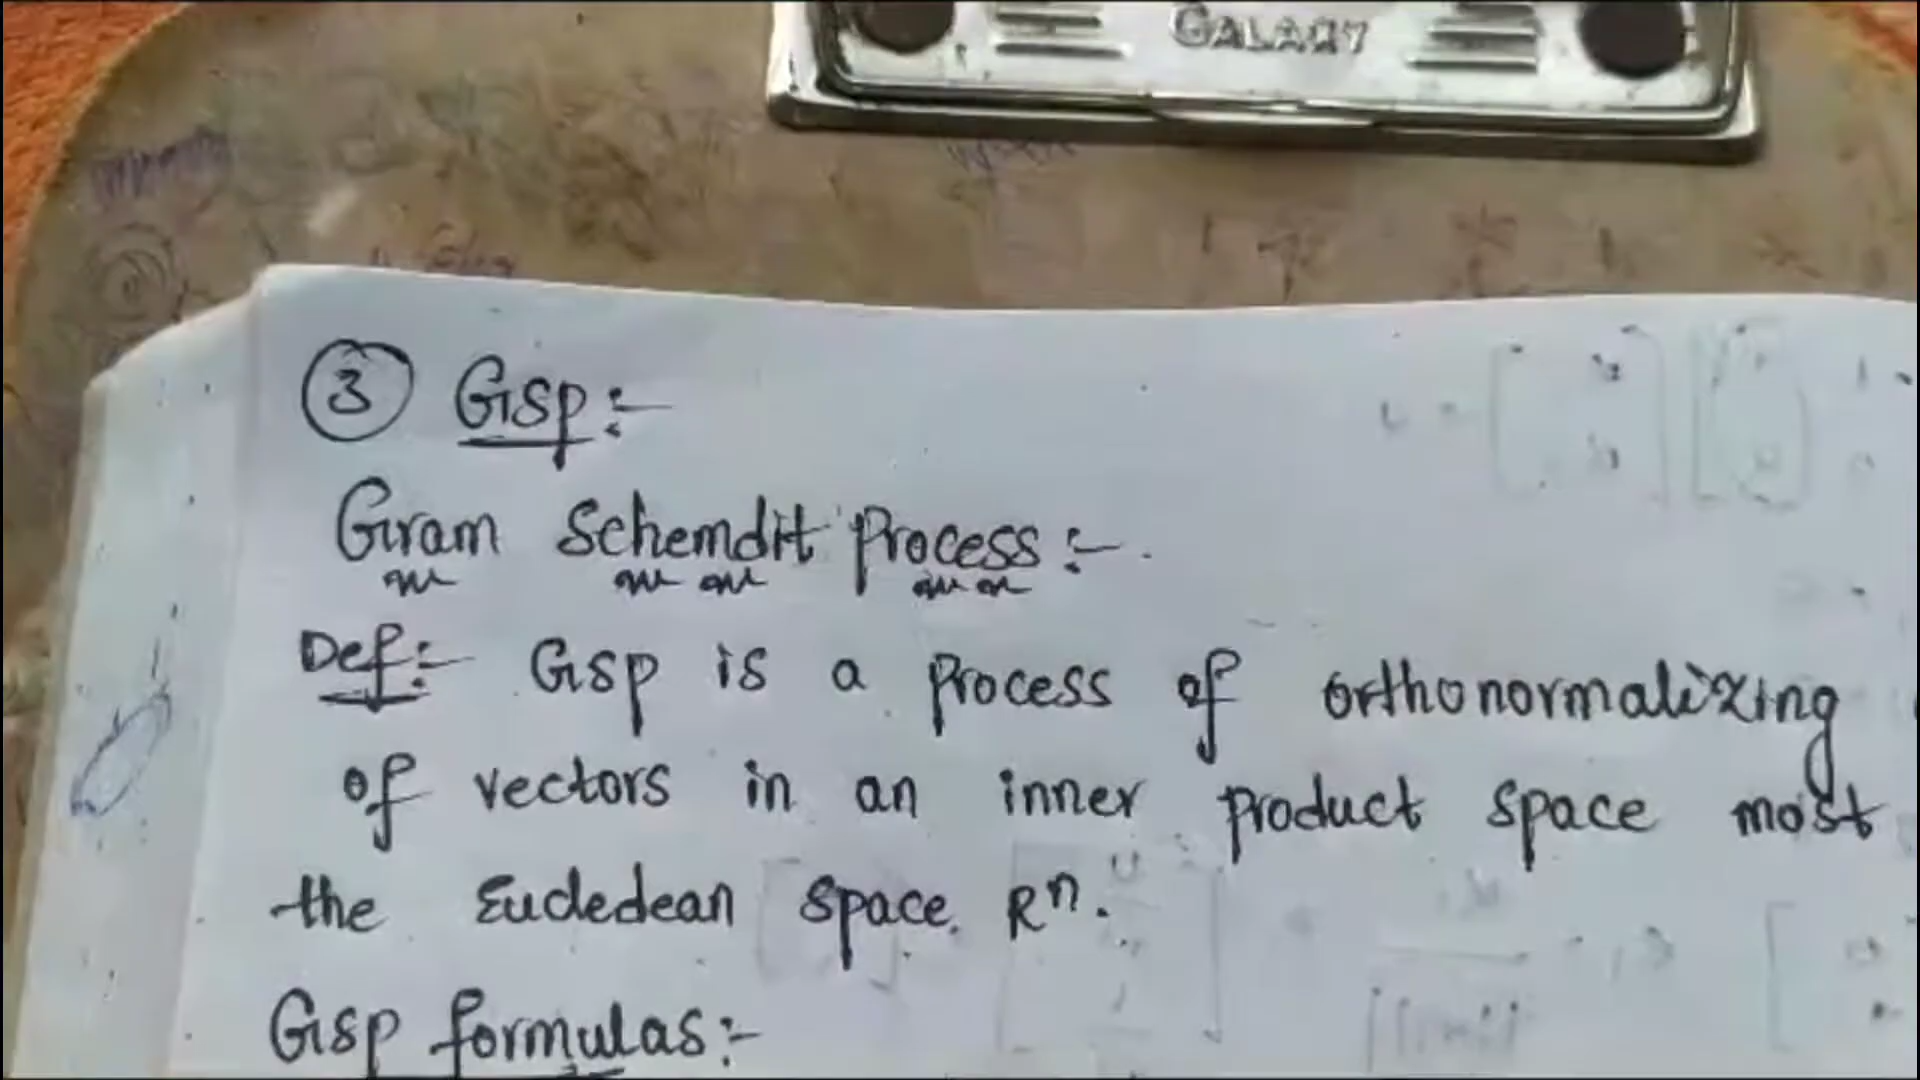 GALAXY
③ GSP:-
Gram Schemdit Process:-
Def:- GSP is a Process of orthonormalizing
of vectors in an inner product space most
the Eucledean space. Rⁿ.
GSP formulas:-